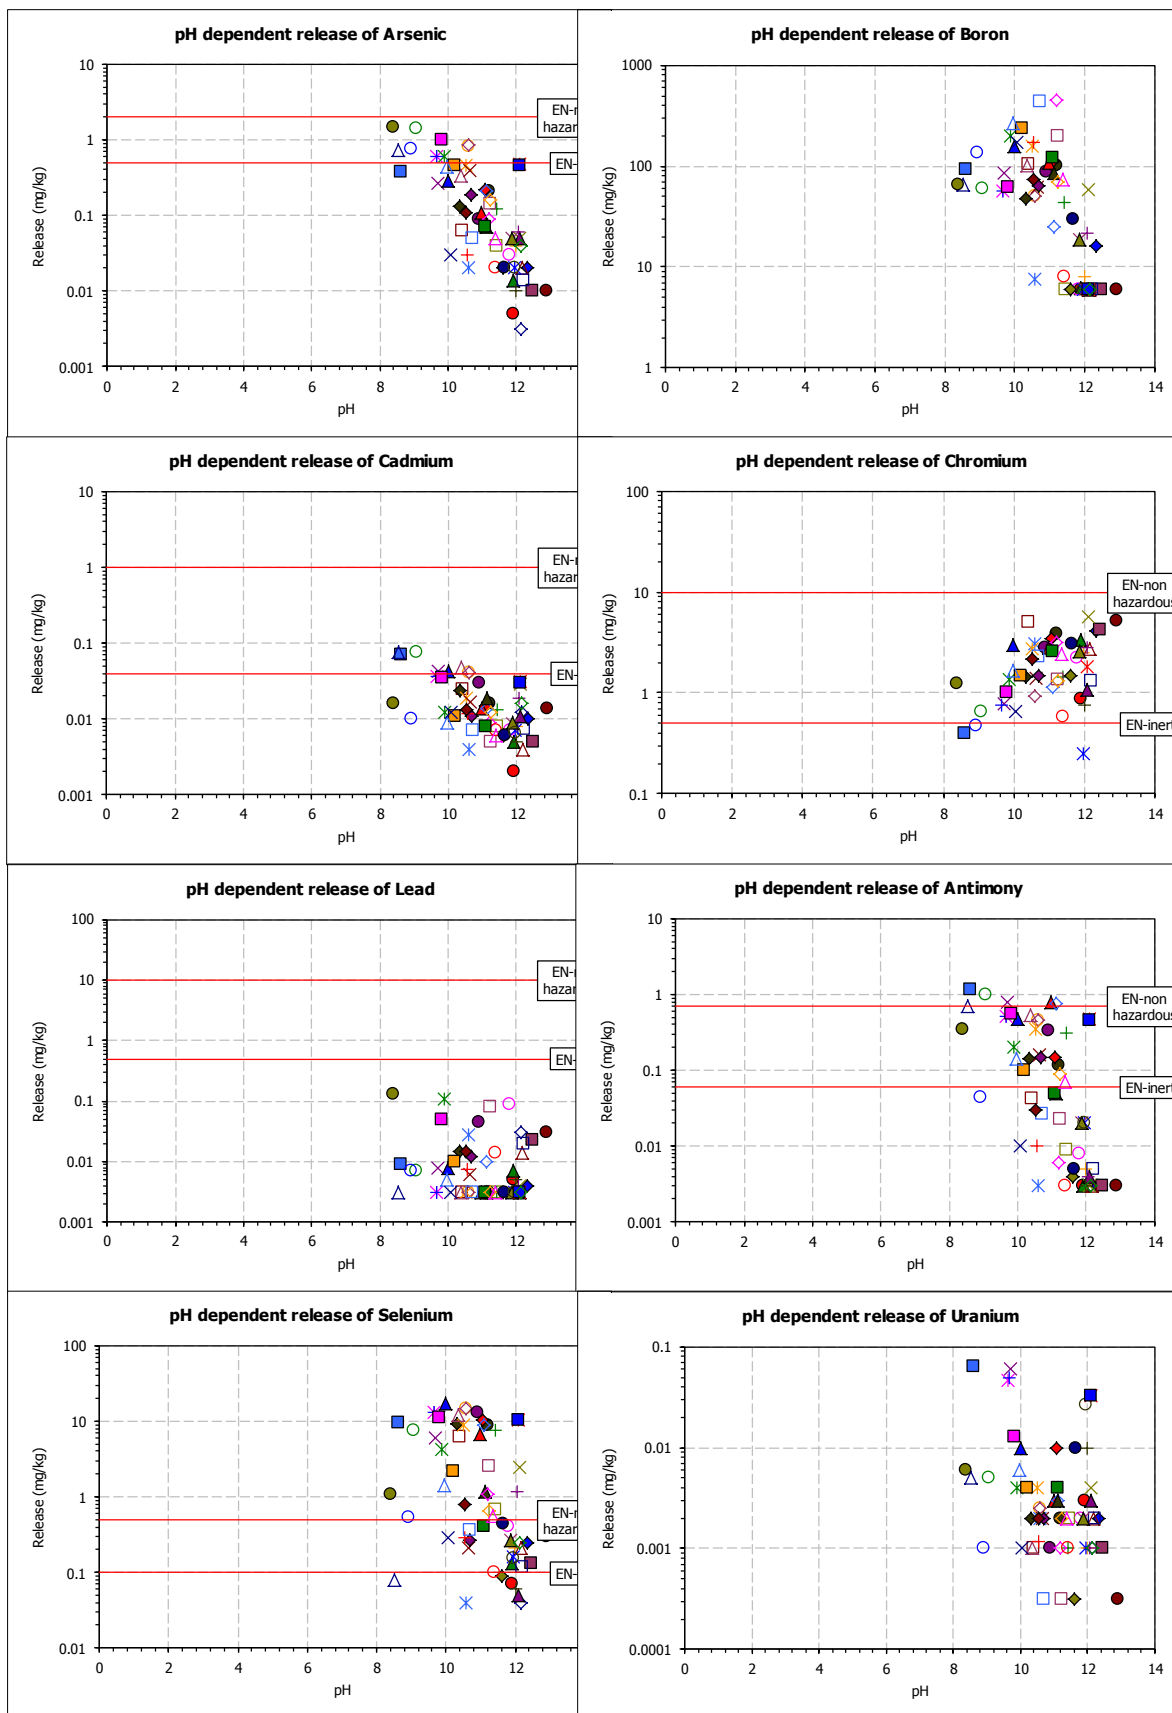 pH dependent release of Arsenic
10
1
0.1
0.01
0.001
Release (mg/kg)
EN-
hazar
EN-
0 2 4 6 8 10 12
pH
pH dependent release of Boron
1000
100
10
1
Release (mg/kg)
0 2 4 6 8 10 12 14
pH
pH dependent release of Cadmium
10
1
0.1
0.01
0.001
Release (mg/kg)
EN-
hazar
EN-
0 2 4 6 8 10 12
pH
pH dependent release of Chromium
100
10
1
0.1
Release (mg/kg)
EN-non
hazardous
EN-inert
0 2 4 6 8 10 12 14
pH
pH dependent release of Lead
100
10
1
0.1
0.01
0.001
Release (mg/kg)
EN-
hazar
EN-
0 2 4 6 8 10 12
pH
pH dependent release of Antimony
10
1
0.1
0.01
0.001
Release (mg/kg)
EN-non
hazardous
EN-inert
0 2 4 6 8 10 12 14
pH
pH dependent release of Selenium
100
10
1
0.1
0.01
Release (mg/kg)
EN-
hazar
EN-
0 2 4 6 8 10 12
pH
pH dependent release of Uranium
0.1
0.01
0.001
0.0001
Release (mg/kg)
0 2 4 6 8 10 12 14
pH